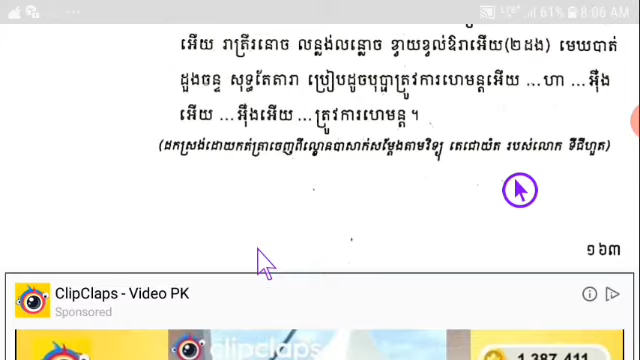 LTE 61% 8:06 AM
អើយ រាត្រីរនោច លន្លង់លន្លោច ខ្វាយខ្វល់ឱរាអើយ(២ដង) មេឃបាត់
ដួងចន្ទ សុទ្ធតែតារា ប្រៀបដូចបុប្ផាត្រូវការហេមន្តអើយ ...ហា ...អ៊ឹង
អើយ ...អ៊ឹងអើយ ...ត្រូវការហេមន្ត ។
(ដកស្រង់ដោយកត់ត្រាចេញពីល្ខោនបាសាក់សម្តែងតាមវិទ្យុ តេជោយ៉ត របស់លោក ទីដីហួត)
១៦៣
ClipClaps - Video PK
Sponsored
clipclaps
1,387,411